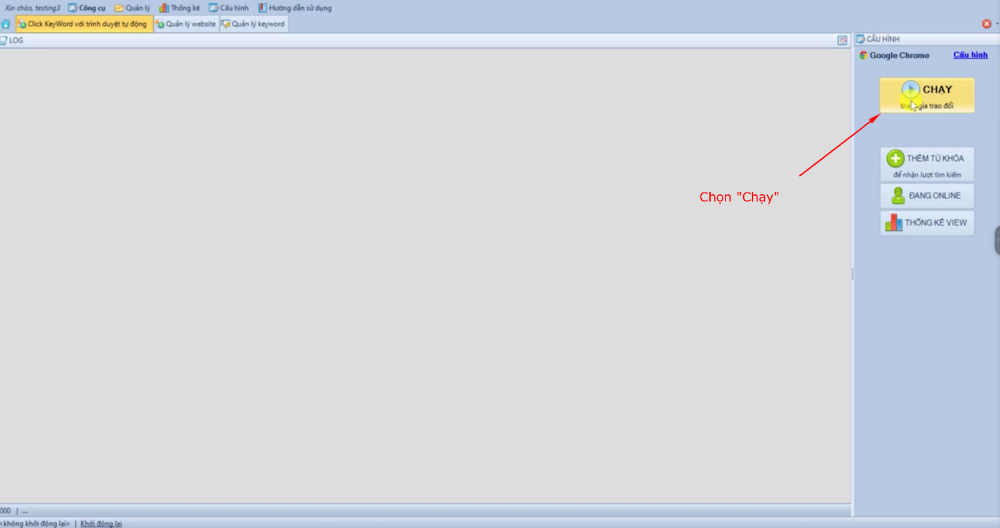 Xin chào, testing3 Công cụ Quản lý Thống kê Cấu hình Hướng dẫn sử dụng
Click KeyWord với trình duyệt tự động Quản lý website Quản lý keyword
LOG
CẤU HÌNH
Google Chrome Cấu hình
CHẠY
tham gia trao đổi
THÊM TỪ KHÓA
để nhận lượt tìm kiếm
Chọn "Chạy"
ĐANG ONLINE
THỐNG KÊ VIEW
000 | ...
<không khởi động lại> | Khởi động lại